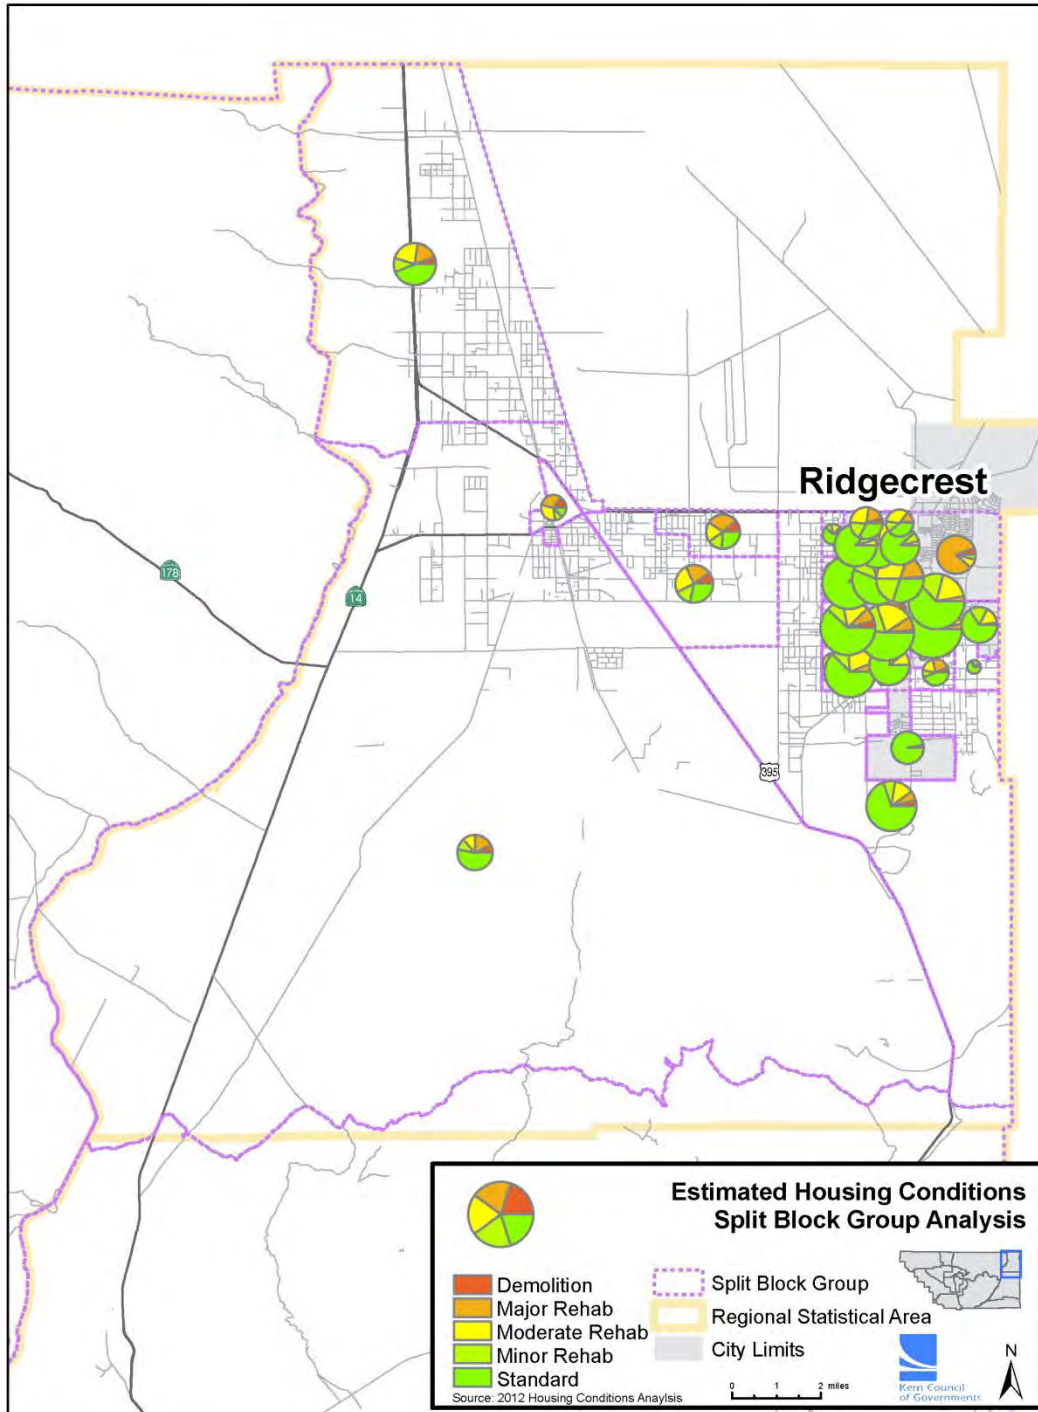 Ridgecrest
178
14
395
Estimated Housing Conditions
Split Block Group Analysis
Demolition
Major Rehab
Moderate Rehab
Minor Rehab
Standard
Source: 2012 Housing Conditions Anaylsis
Split Block Group
Regional Statistical Area
City Limits
0 1 2 miles
Kern Council
of Governments
N